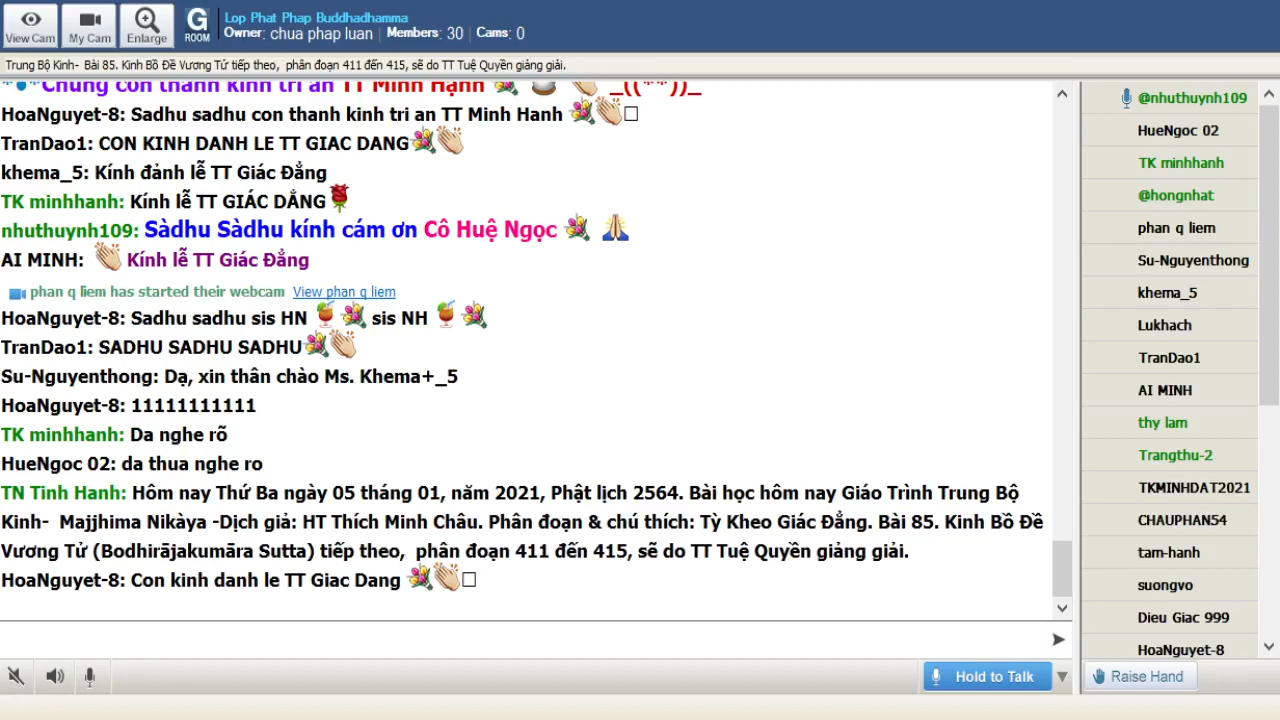 View Cam
My Cam
Enlarge
G
ROOM
Lop Phat Phap Buddhadhamma
Owner: chua phap luan
Members: 30
Cams: 0
Trung Bộ Kinh- Bài 85. Kinh Bồ Đề Vương Tử tiếp theo, phân đoạn 411 đến 415, sẽ do TT Tuệ Quyền giảng giải.
*●*Chúng con thành kính tri ân TT Minh Hạnh _((**))_
HoaNguyet-8: Sadhu sadhu con thanh kinh tri an TT Minh Hanh
TranDao1: CON KINH DANH LE TT GIAC DANG
khema_5: Kính đảnh lễ TT Giác Đẳng
TK minhhanh: Kính lễ TT GIÁC DẲNG
nhuthuynh109: Sàdhu Sàdhu kính cám ơn Cô Huệ Ngọc
AI MINH: Kính lễ TT Giác Đẳng
phan q liem has started their webcam View phan q liem
HoaNguyet-8: Sadhu sadhu sis HN sis NH
TranDao1: SADHU SADHU SADHU
Su-Nguyenthong: Dạ, xin thân chào Ms. Khema+_5
HoaNguyet-8: 11111111111
TK minhhanh: Da nghe rõ
HueNgoc 02: da thua nghe ro
TN Tinh Hanh: Hôm nay Thứ Ba ngày 05 tháng 01, năm 2021, Phật lịch 2564. Bài học hôm nay Giáo Trình Trung Bộ
Kinh- Majjhima Nikàya -Dịch giả: HT Thích Minh Châu. Phân đoạn & chú thích: Tỳ Kheo Giác Đẳng. Bài 85. Kinh Bồ Đề
Vương Tử (Bodhirājakumāra Sutta) tiếp theo, phân đoạn 411 đến 415, sẽ do TT Tuệ Quyền giảng giải.
HoaNguyet-8: Con kinh danh le TT Giac Dang
@nhuthuynh109
HueNgoc 02
TK minhhanh
@hongnhat
phan q liem
Su-Nguyenthong
khema_5
Lukhach
TranDao1
AI MINH
thy lam
Trangthu-2
TKMINHDAT2021
CHAUPHAN54
tam-hanh
suongvo
Dieu Giac 999
HoaNguyet-8
Hold to Talk
Raise Hand